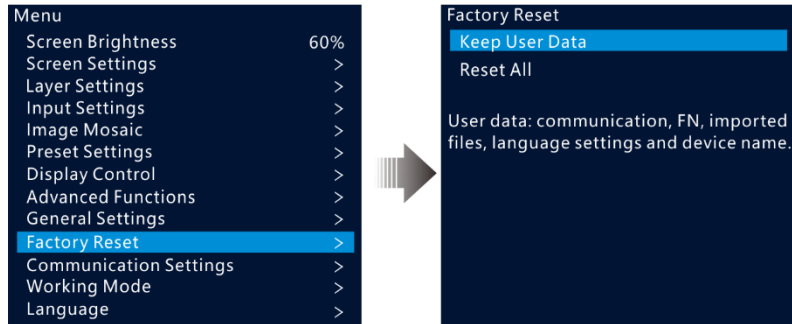 Menu
Screen Brightness 60%
Screen Settings >
Layer Settings >
Input Settings >
Image Mosaic >
Preset Settings >
Display Control >
Advanced Functions >
General Settings >
Factory Reset >
Communication Settings >
Working Mode >
Language >
Factory Reset
Keep User Data
Reset All
User data: communication, FN, imported
files, language settings and device name.